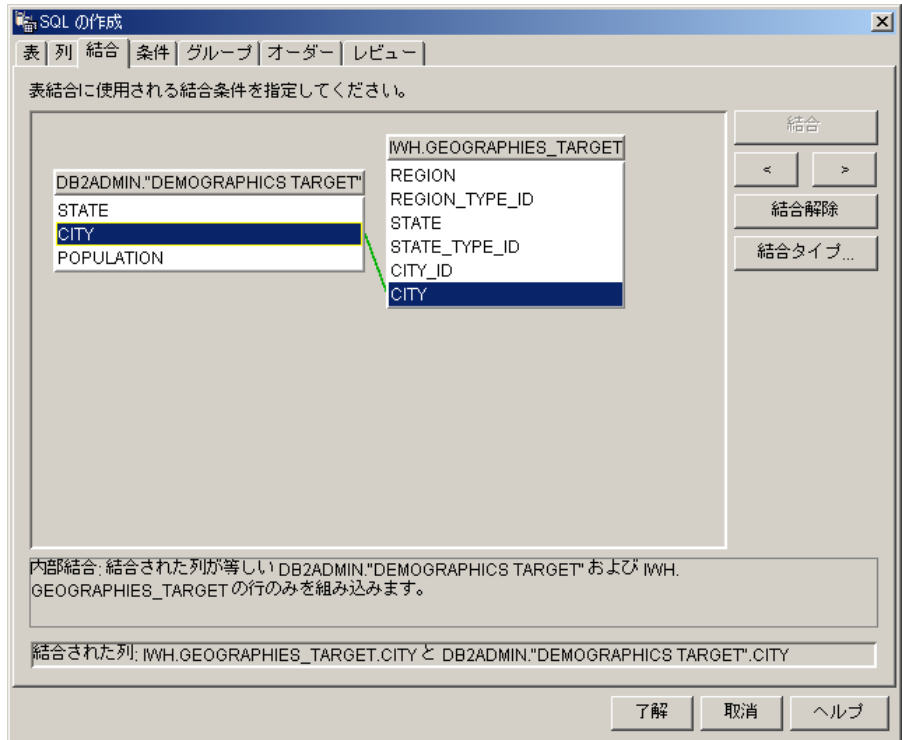 SQL の作成
表 列 結合 条件 グループ オーダー レビュー
表結合に使用される結合条件を指定してください。
DB2ADMIN."DEMOGRAPHICS TARGET"
STATE
CITY
POPULATION
IWH.GEOGRAPHIES_TARGET
REGION
REGION_TYPE_ID
STATE
STATE_TYPE_ID
CITY_ID
CITY
結合
< >
結合解除
結合タイプ...
内部結合: 結合された列が等しい DB2ADMIN."DEMOGRAPHICS TARGET" および IWH.
GEOGRAPHIES_TARGET の行のみを組み込みます。
結合された列: IWH.GEOGRAPHIES_TARGET.CITY と DB2ADMIN."DEMOGRAPHICS TARGET".CITY
了解 取消 ヘルプ